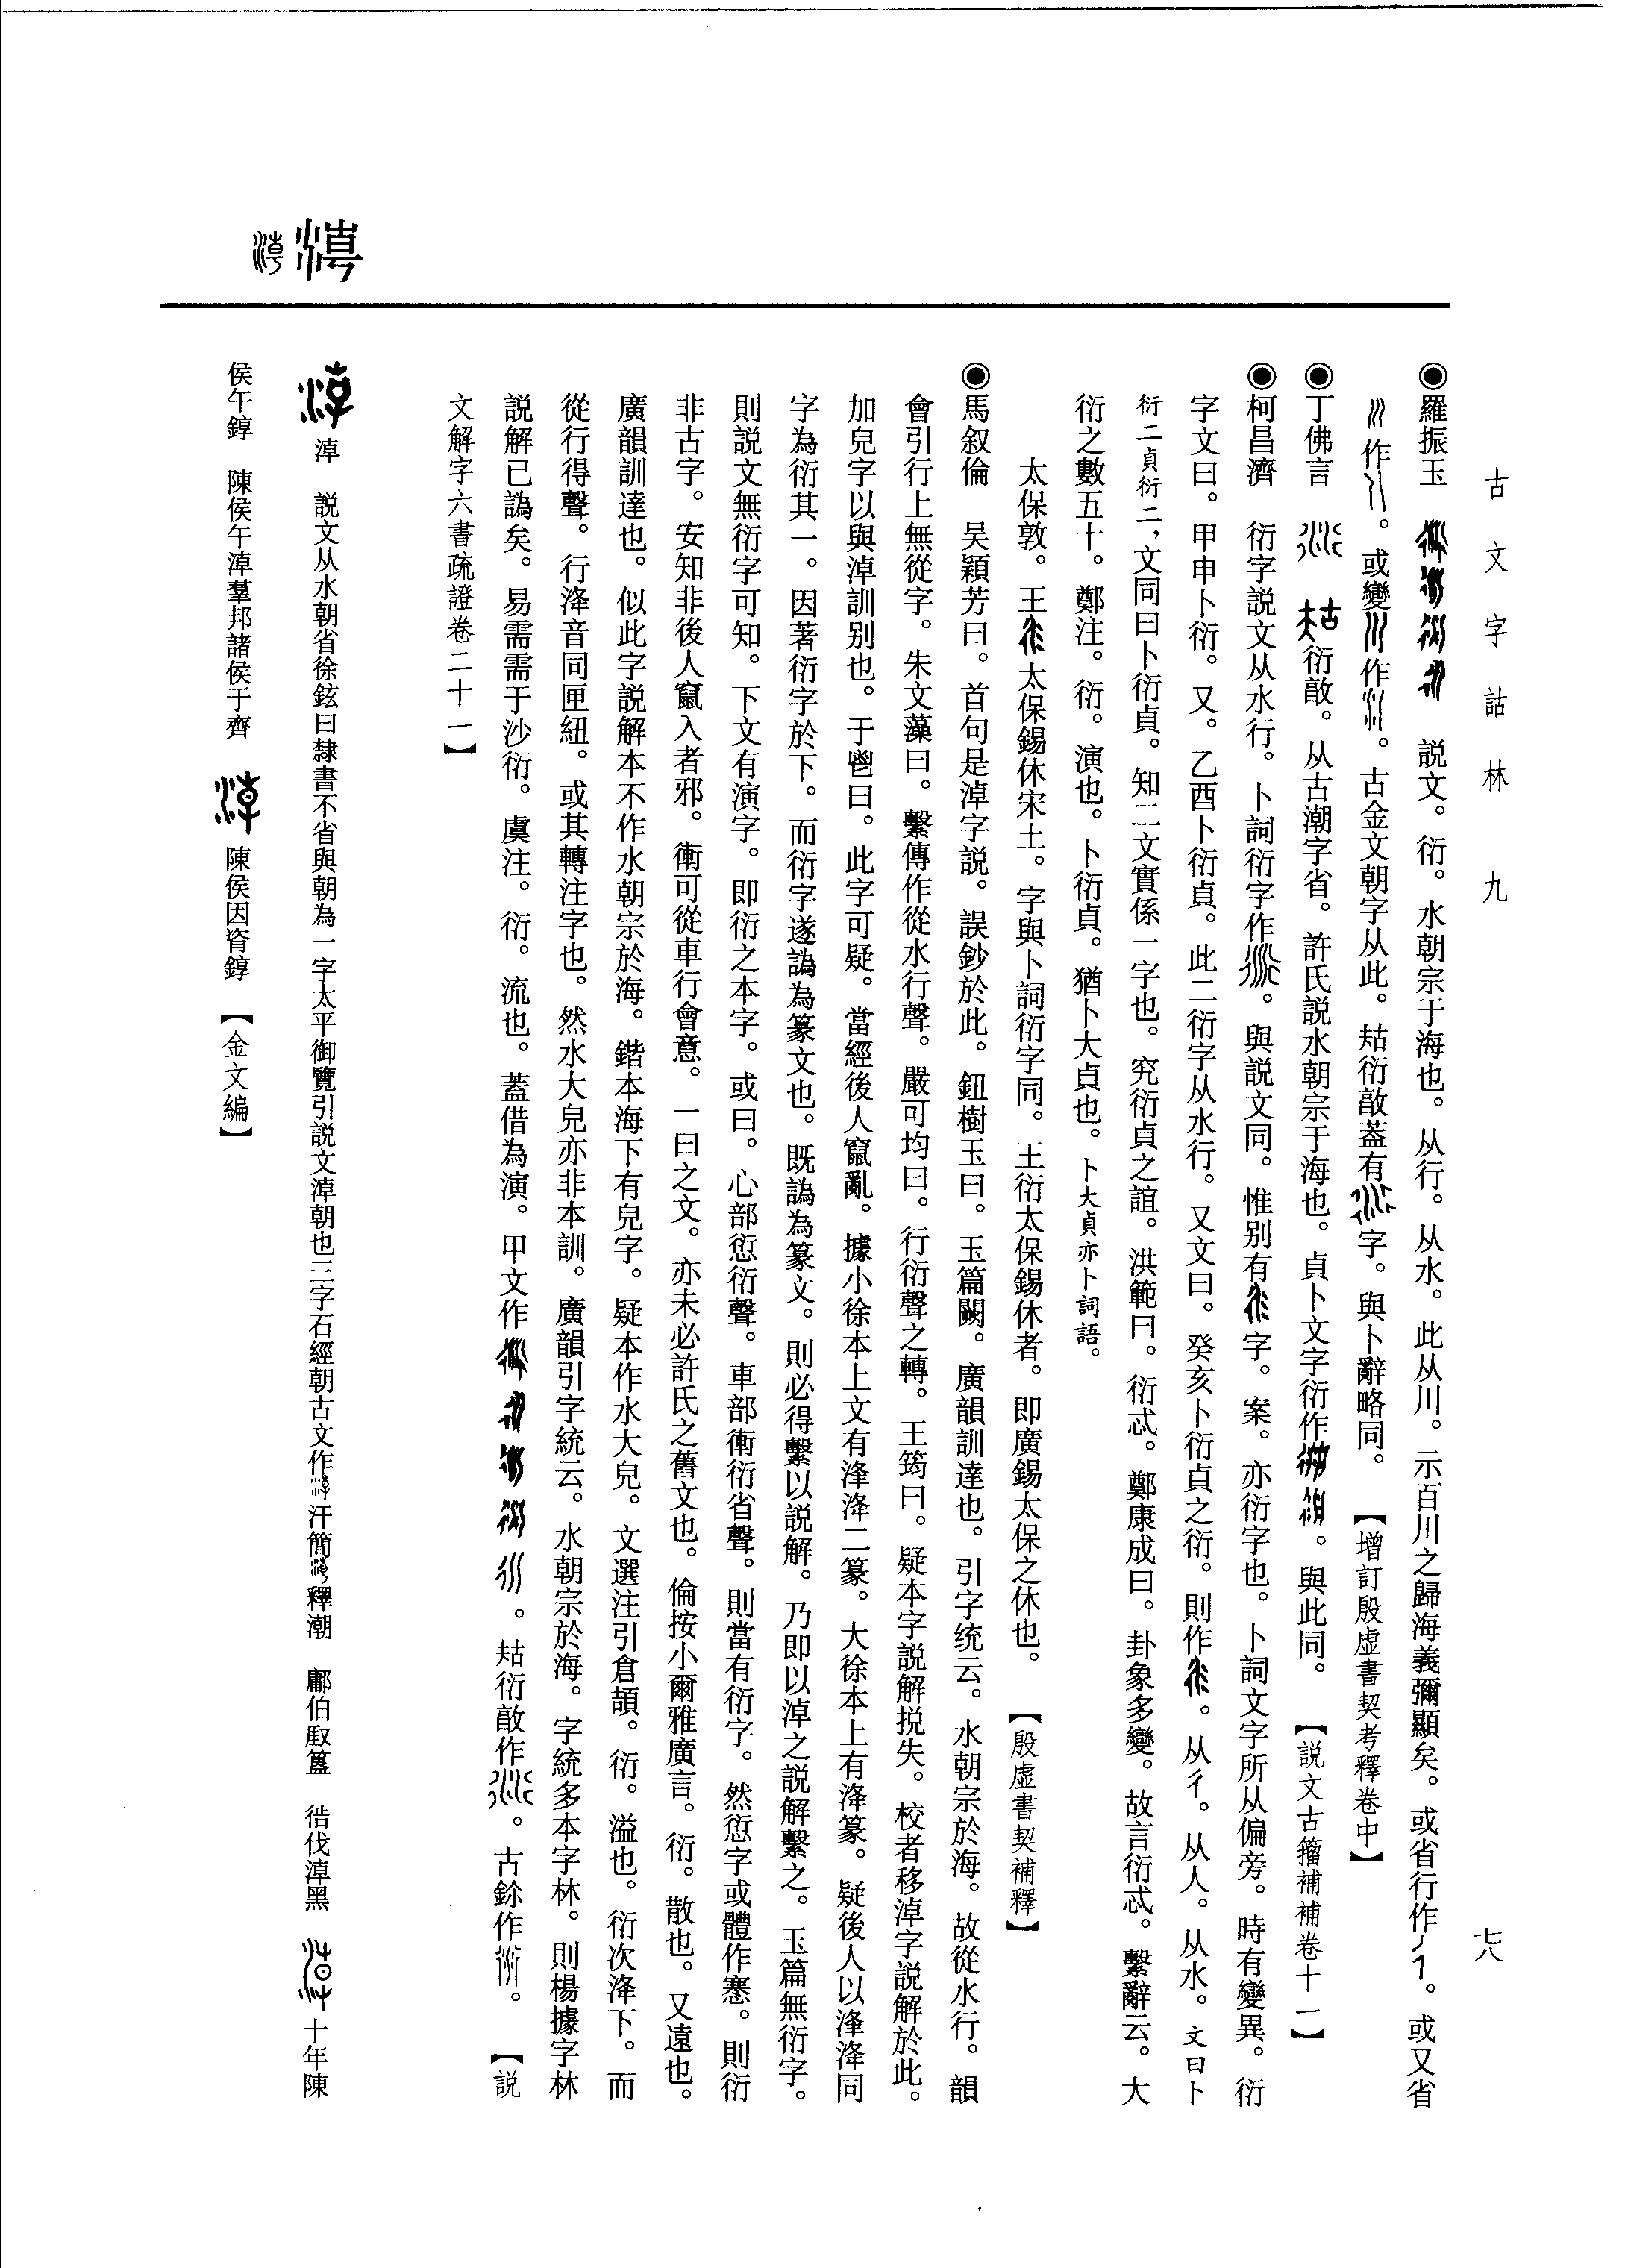 古文字詁林 九
七八
◉羅振玉 説文。衍。水朝宗于海也。从行。从水。此从川。示百川之歸海義彌顯矣。或省行作。或又省
作。或變作。古金文朝字从此。㚸衍敢蓋有字。與卜辭略同。 【增訂殷虛書契考釋卷中】
◉丁佛言 衍敢。从古潮字省。許氏説水朝宗于海也。貞卜文字衍作。與此同。 【説文古籀補補卷十一】
◉柯昌濟 衍字説文从水行。卜詞衍字作。與説文同。惟别有字。案。亦衍字也。卜詞文字所从偏旁。時有變異。衍
字文曰。甲申卜衍。又。乙酉卜衍貞。此二衍字从水行。又文曰。癸亥卜衍貞之衍。則作。从彳。从人。从水。文曰卜
衍二貞衍二,文同曰卜衍貞。知二文實係一字也。究衍貞之誼。洪範曰。衍忒。鄭康成曰。卦象多變。故言衍忒。繫辭云。大
衍之數五十。鄭注。衍。演也。卜衍貞。猶卜大貞也。卜大貞亦卜詞語。
太保敦。王太保錫休宋土。字與卜詞衍字同。王衍太保錫休者。即廣錫太保之休也。 【殷虛書契補釋】
◉馬叙倫 吴穎芳曰。首句是淖字説。誤鈔於此。鈕樹玉曰。玉篇闕。廣韻訓達也。引字统云。水朝宗於海。故從水行。韻
會引行上無從字。朱文藻曰。繫傳作從水行聲。嚴可均曰。行衍聲之轉。王筠曰。疑本字説解挩失。校者移淖字説解於此。
加皃字以與淖訓别也。于鬯曰。此字可疑。當經後人竄亂。據小徐本上文有洚洚二篆。大徐本上有洚篆。疑後人以洚洚同
字為衍其一。因著衍字於下。而衍字遂譌為篆文也。既譌為篆文。則必得繫以説解。乃即以淖之説解繫之。玉篇無衍字。
則説文無衍字可知。下文有演字。即衍之本字。或曰。心部愆衍聲。車部衝衍省聲。則當有衍字。然愆字或體作寋。則衍
非古字。安知非後人竄入者邪。衝可從車行會意。一曰之文。亦未必許氏之舊文也。倫按小爾雅廣言。衍。散也。又遠也。
廣韻訓達也。似此字説解本不作水朝宗於海。鍇本海下有皃字。疑本作水大皃。文選注引倉頡。衍。溢也。衍次洚下。而
從行得聲。行洚音同匣紐。或其轉注字也。然水大皃亦非本訓。廣韻引字統云。水朝宗於海。字統多本字林。則楊據字林
説解已譌矣。易需需于沙衍。虞注。衍。流也。蓋借為演。甲文作。㚸衍敢作。古鉩作。 【説
文解字六書疏證卷二十一】
淖 説文从水朝省徐鉉曰隸書不省與朝為一字太平御覽引説文淖朝也三字石經朝古文作汗簡釋潮 鄘伯㪤簋 䢐伐淖黑 十年陳
侯午錞 陳侯午淖羣邦諸侯于齊 陳侯因𬱖錞 【金文編】